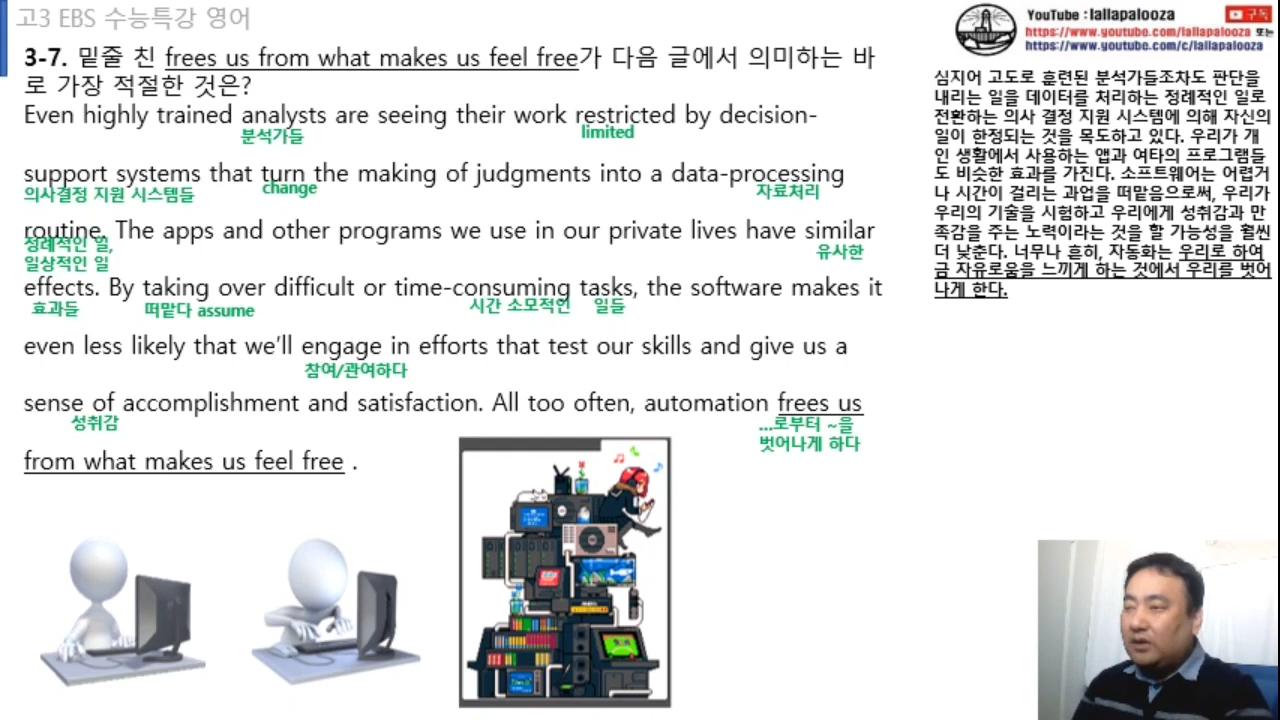 고3 EBS 수능특강 영어
3-7. 밑줄 친 frees us from what makes us feel free가 다음 글에서 의미하는 바
로 가장 적절한 것은?
Even highly trained analysts are seeing their work restricted by decision-
분석가들 limited
support systems that turn the making of judgments into a data-processing
의사결정 지원 시스템들 change 자료처리
routine. The apps and other programs we use in our private lives have similar
정례적인 일, 유사한
일상적인 일
effects. By taking over difficult or time-consuming tasks, the software makes it
효과들 떠맡다 assume 시간 소모적인 일들
even less likely that we'll engage in efforts that test our skills and give us a
참여/관여하다
sense of accomplishment and satisfaction. All too often, automation frees us
성취감 ...로부터 ~을
벗어나게 하다
from what makes us feel free .
YouTube : lallapalooza 구독
https://www.youtube.com/lallapalooza 또는
https://www.youtube.com/c/lallapalooza
심지어 고도로 훈련된 분석가들조차도 판단을
내리는 일을 데이터를 처리하는 정례적인 일로
전환하는 의사 결정 지원 시스템에 의해 자신의
일이 한정되는 것을 목도하고 있다. 우리가 개
인 생활에서 사용하는 앱과 여타의 프로그램들
도 비슷한 효과를 가진다. 소프트웨어는 어렵거
나 시간이 걸리는 과업을 떠맡음으로써, 우리가
우리의 기술을 시험하고 우리에게 성취감과 만
족감을 주는 노력이라는 것을 할 가능성을 훨씬
더 낮춘다. 너무나 흔히, 자동화는 우리로 하여
금 자유로움을 느끼게 하는 것에서 우리를 벗어
나게 한다.